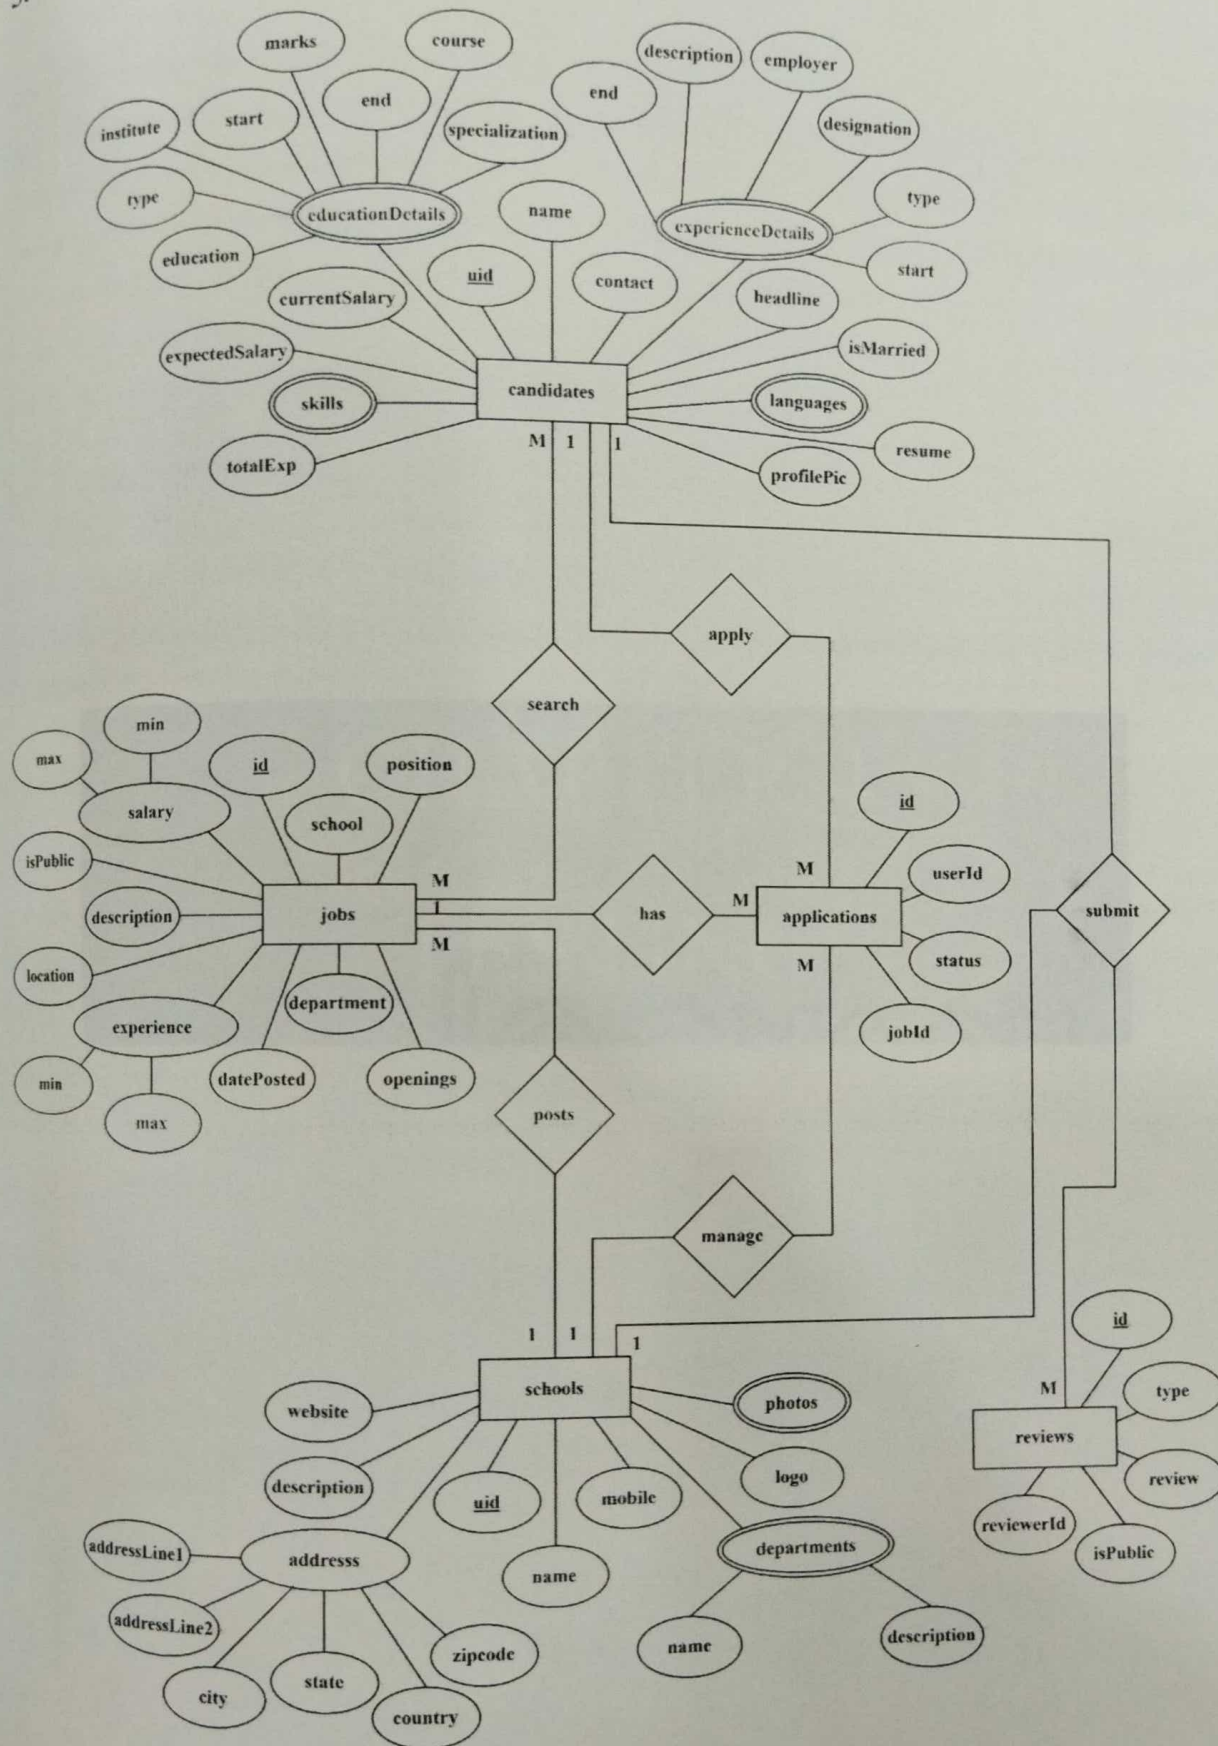 marks
course
description
employer
end
end
institute
start
specialization
designation
type
educationDetails
name
experienceDetails
type
education
uid
contact
start
currentSalary
headline
expectedSalary
isMarried
candidates
skills
languages
totalExp
M
1
1
resume
profilePic
apply
search
min
max
id
position
salary
school
id
isPublic
M
M
userId
description
jobs
1
has
M
applications
submit
M
M
status
location
department
experience
jobId
min
datePosted
openings
max
posts
manage
1
1
1
id
schools
M
type
website
photos
reviews
description
uid
mobile
logo
review
reviewerId
addressLine1
addresss
departments
isPublic
name
addressLine2
name
description
zipcode
city
state
country